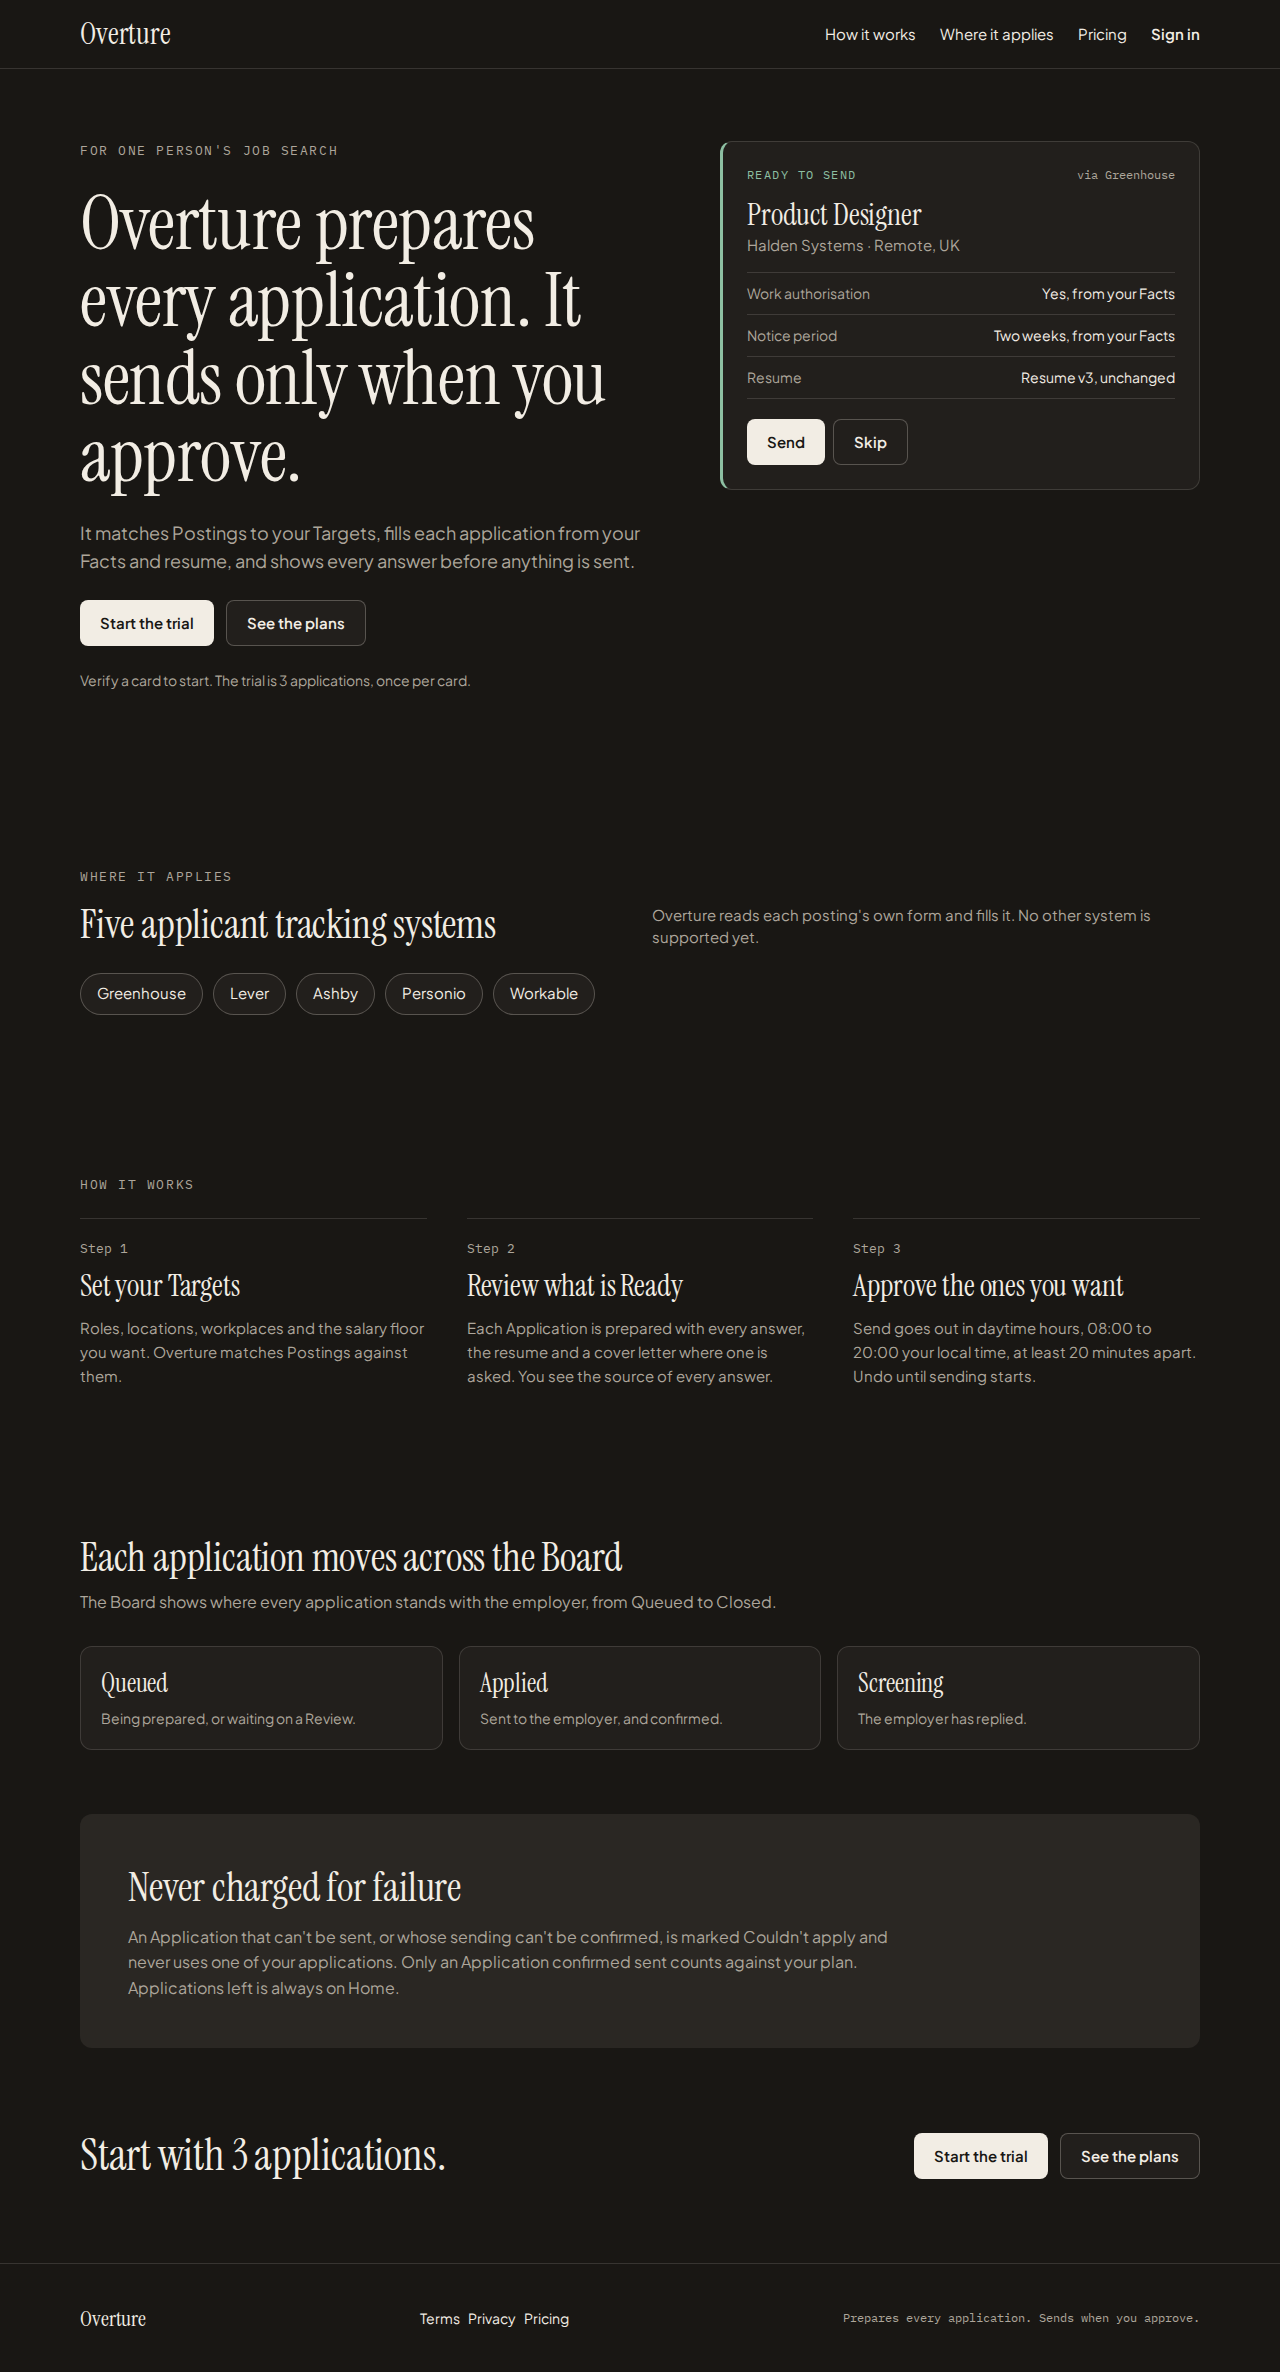 Overture
How it works Where it applies Pricing Sign in
FOR ONE PERSON'S JOB SEARCH
Overture prepares
every application. It
sends only when you
approve.
It matches Postings to your Targets, fills each application from your
Facts and resume, and shows every answer before anything is sent.
Start the trial See the plans
Verify a card to start. The trial is 3 applications, once per card.
READY TO SEND via Greenhouse
Product Designer
Halden Systems · Remote, UK
Work authorisation Yes, from your Facts
Notice period Two weeks, from your Facts
Resume Resume v3, unchanged
Send Skip
WHERE IT APPLIES
Five applicant tracking systems
Overture reads each posting's own form and fills it. No other system is
supported yet.
Greenhouse Lever Ashby Personio Workable
HOW IT WORKS
Step 1
Set your Targets
Roles, locations, workplaces and the salary floor
you want. Overture matches Postings against
them.
Step 2
Review what is Ready
Each Application is prepared with every answer,
the resume and a cover letter where one is
asked. You see the source of every answer.
Step 3
Approve the ones you want
Send goes out in daytime hours, 08:00 to
20:00 your local time, at least 20 minutes apart.
Undo until sending starts.
Each application moves across the Board
The Board shows where every application stands with the employer, from Queued to Closed.
Queued
Being prepared, or waiting on a Review.
Applied
Sent to the employer, and confirmed.
Screening
The employer has replied.
Never charged for failure
An Application that can't be sent, or whose sending can't be confirmed, is marked Couldn't apply and
never uses one of your applications. Only an Application confirmed sent counts against your plan.
Applications left is always on Home.
Start with 3 applications.
Start the trial See the plans
Overture
Terms Privacy Pricing
Prepares every application. Sends when you approve.